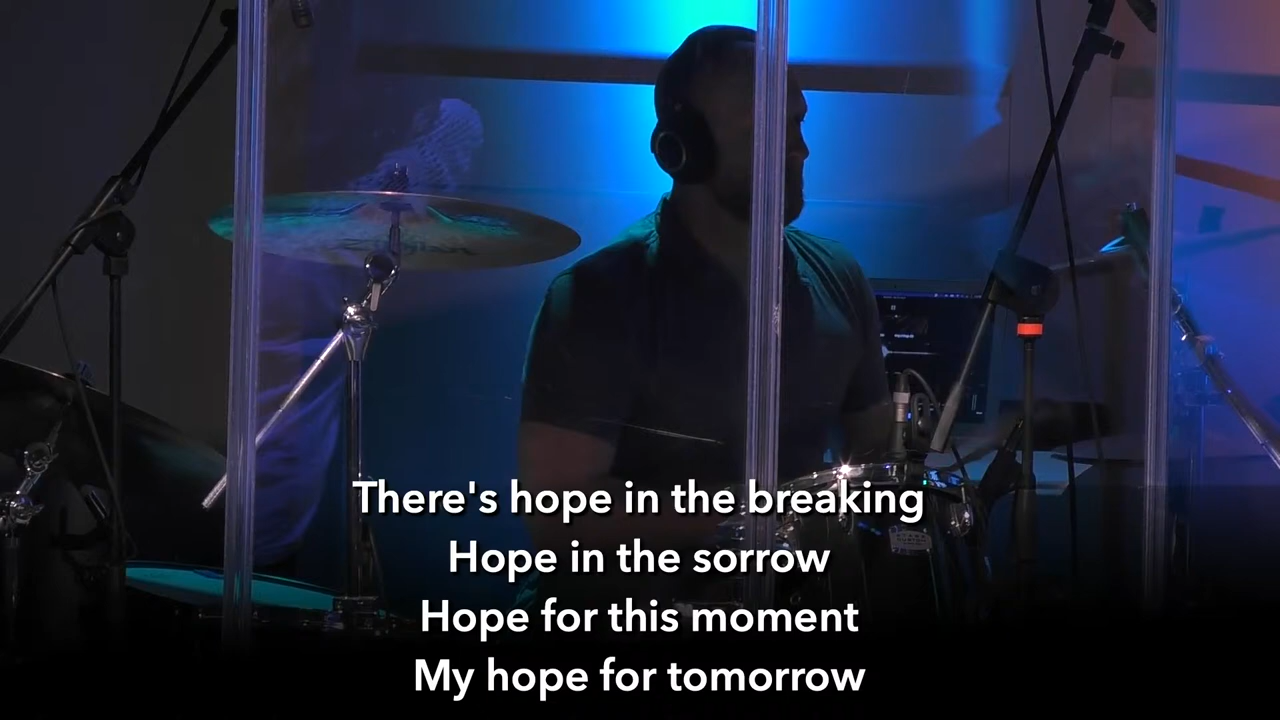 There's hope in the breaking
Hope in the sorrow
Hope for this moment
My hope for tomorrow